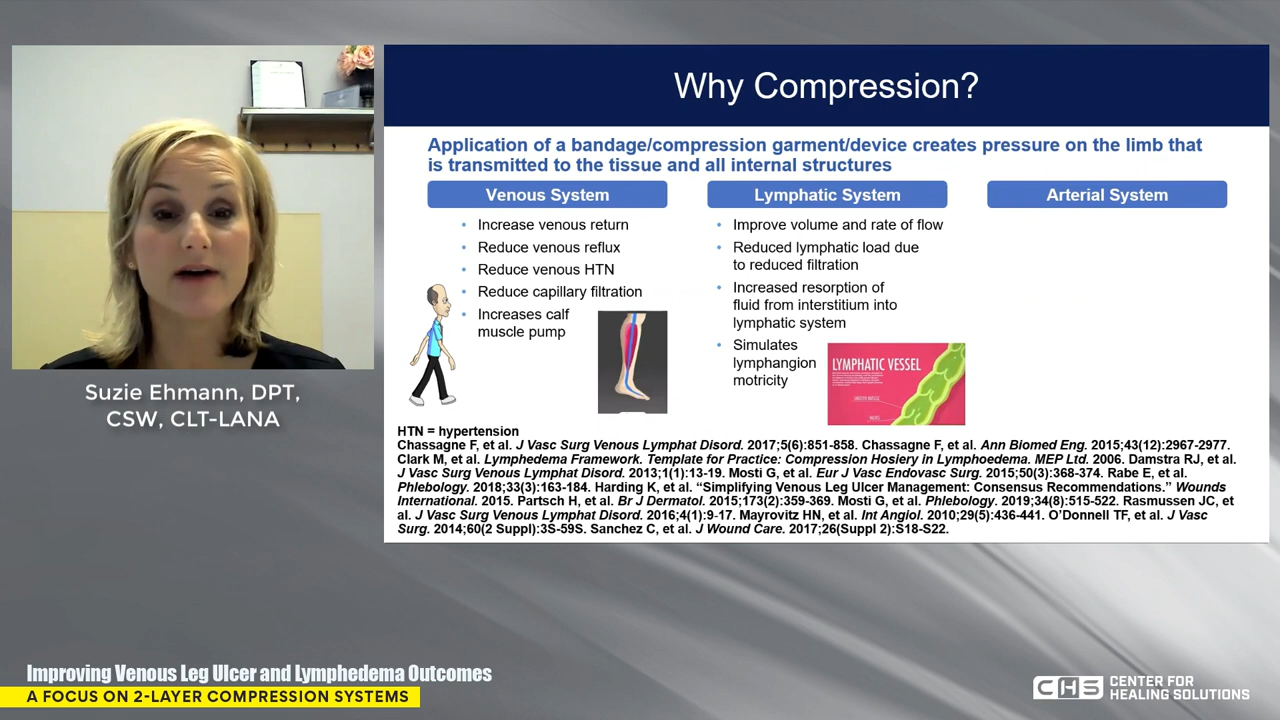 Why Compression?
Application of a bandage/compression garment/device creates pressure on the limb that
is transmitted to the tissue and all internal structures
Venous System
Increase venous return
Reduce venous reflux
Reduce venous HTN
Reduce capillary filtration
Increases calf
muscle pump
Lymphatic System
Improve volume and rate of flow
Reduced lymphatic load due
to reduced filtration
Increased resorption of
fluid from interstitium into
lymphatic system
Simulates
lymphangion
motricity
LYMPHATIC VESSEL
Arterial System
HTN = hypertension
Chassagne F, et al. J Vasc Surg Venous Lymphat Disord. 2017;5(6):851-858. Chassagne F, et al. Ann Biomed Eng. 2015;43(12):2967-2977.
Clark M, et al. Lymphedema Framework. Template for Practice: Compression Hosiery in Lymphoedema. MEP Ltd. 2006. Damstra RJ, et al.
J Vasc Surg Venous Lymphat Disord. 2013;1(1):13-19. Mosti G, et al. Eur J Vasc Endovasc Surg. 2015;50(3):368-374. Rabe E, et al.
Phlebology. 2018;33(3):163-184. Harding K, et al. “Simplifying Venous Leg Ulcer Management: Consensus Recommendations.” Wounds
International. 2015. Partsch H, et al. Br J Dermatol. 2015;173(2):359-369. Mosti G, et al. Phlebology. 2019;34(8):515-522. Rasmussen JC, et
al. J Vasc Surg Venous Lymphat Disord. 2016;4(1):9-17. Mayrovitz HN, et al. Int Angiol. 2010;29(5):436-441. O’Donnell TF, et al. J Vasc
Surg. 2014;60(2 Suppl):3S-59S. Sanchez C, et al. J Wound Care. 2017;26(Suppl 2):S18-S22.
Suzie Ehmann, DPT,
CSW, CLT-LANA
Improving Venous Leg Ulcer and Lymphedema Outcomes
A FOCUS ON 2-LAYER COMPRESSION SYSTEMS
CHS CENTER FOR
HEALING SOLUTIONS